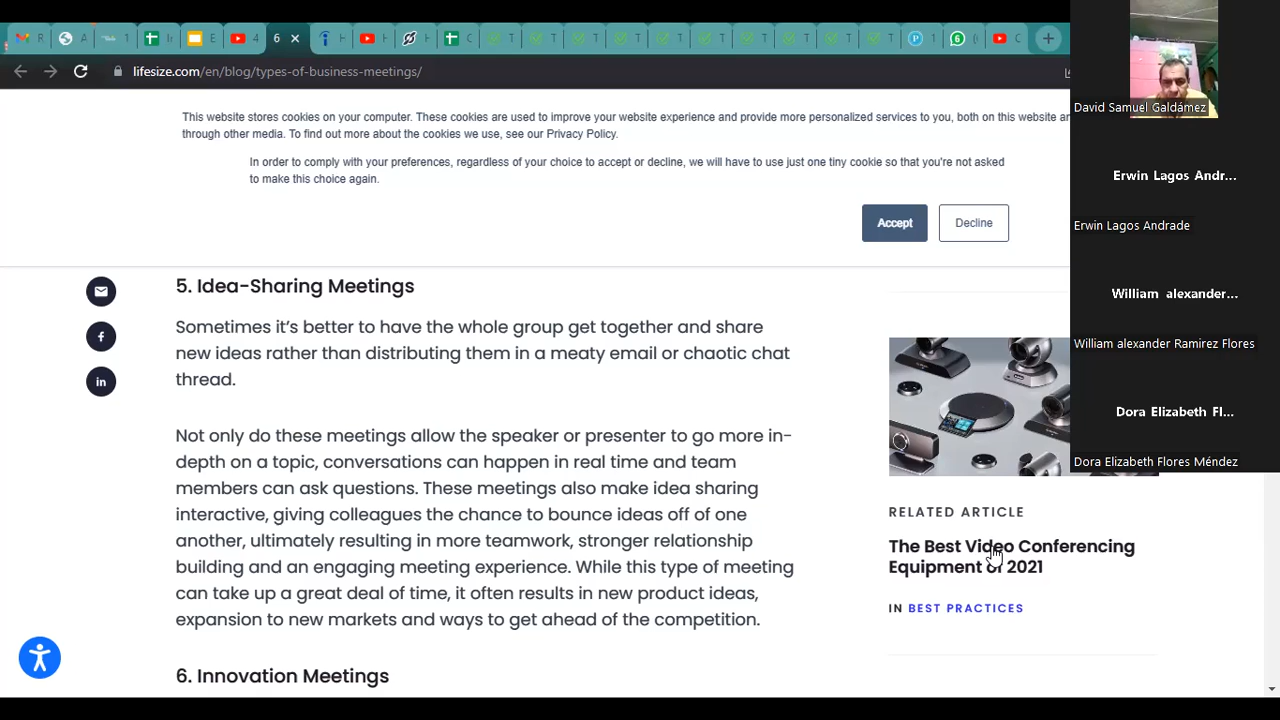 R
A
1
Ir
E
4
6
H
H
H
C
T
T
T
T
T
T
T
T
T
T
1
(
C
lifesize.com/en/blog/types-of-business-meetings/
This website stores cookies on your computer. These cookies are used to improve your website experience and provide more personalized services to you, both on this website an
through other media. To find out more about the cookies we use, see our Privacy Policy.
In order to comply with your preferences, regardless of your choice to accept or decline, we will have to use just one tiny cookie so that you're not asked
to make this choice again.
Accept
Decline
5. Idea-Sharing Meetings
Sometimes it's better to have the whole group get together and share
new ideas rather than distributing them in a meaty email or chaotic chat
thread.
Not only do these meetings allow the speaker or presenter to go more in-
depth on a topic, conversations can happen in real time and team
members can ask questions. These meetings also make idea sharing
interactive, giving colleagues the chance to bounce ideas off of one
another, ultimately resulting in more teamwork, stronger relationship
building and an engaging meeting experience. While this type of meeting
can take up a great deal of time, it often results in new product ideas,
expansion to new markets and ways to get ahead of the competition.
6. Innovation Meetings
RELATED ARTICLE
The Best Video Conferencing
Equipment of 2021
IN BEST PRACTICES
David Samuel Galdámez
Erwin Lagos Andr...
Erwin Lagos Andrade
William alexander...
William alexander Ramirez Flores
Dora Elizabeth Fl...
Dora Elizabeth Flores Méndez